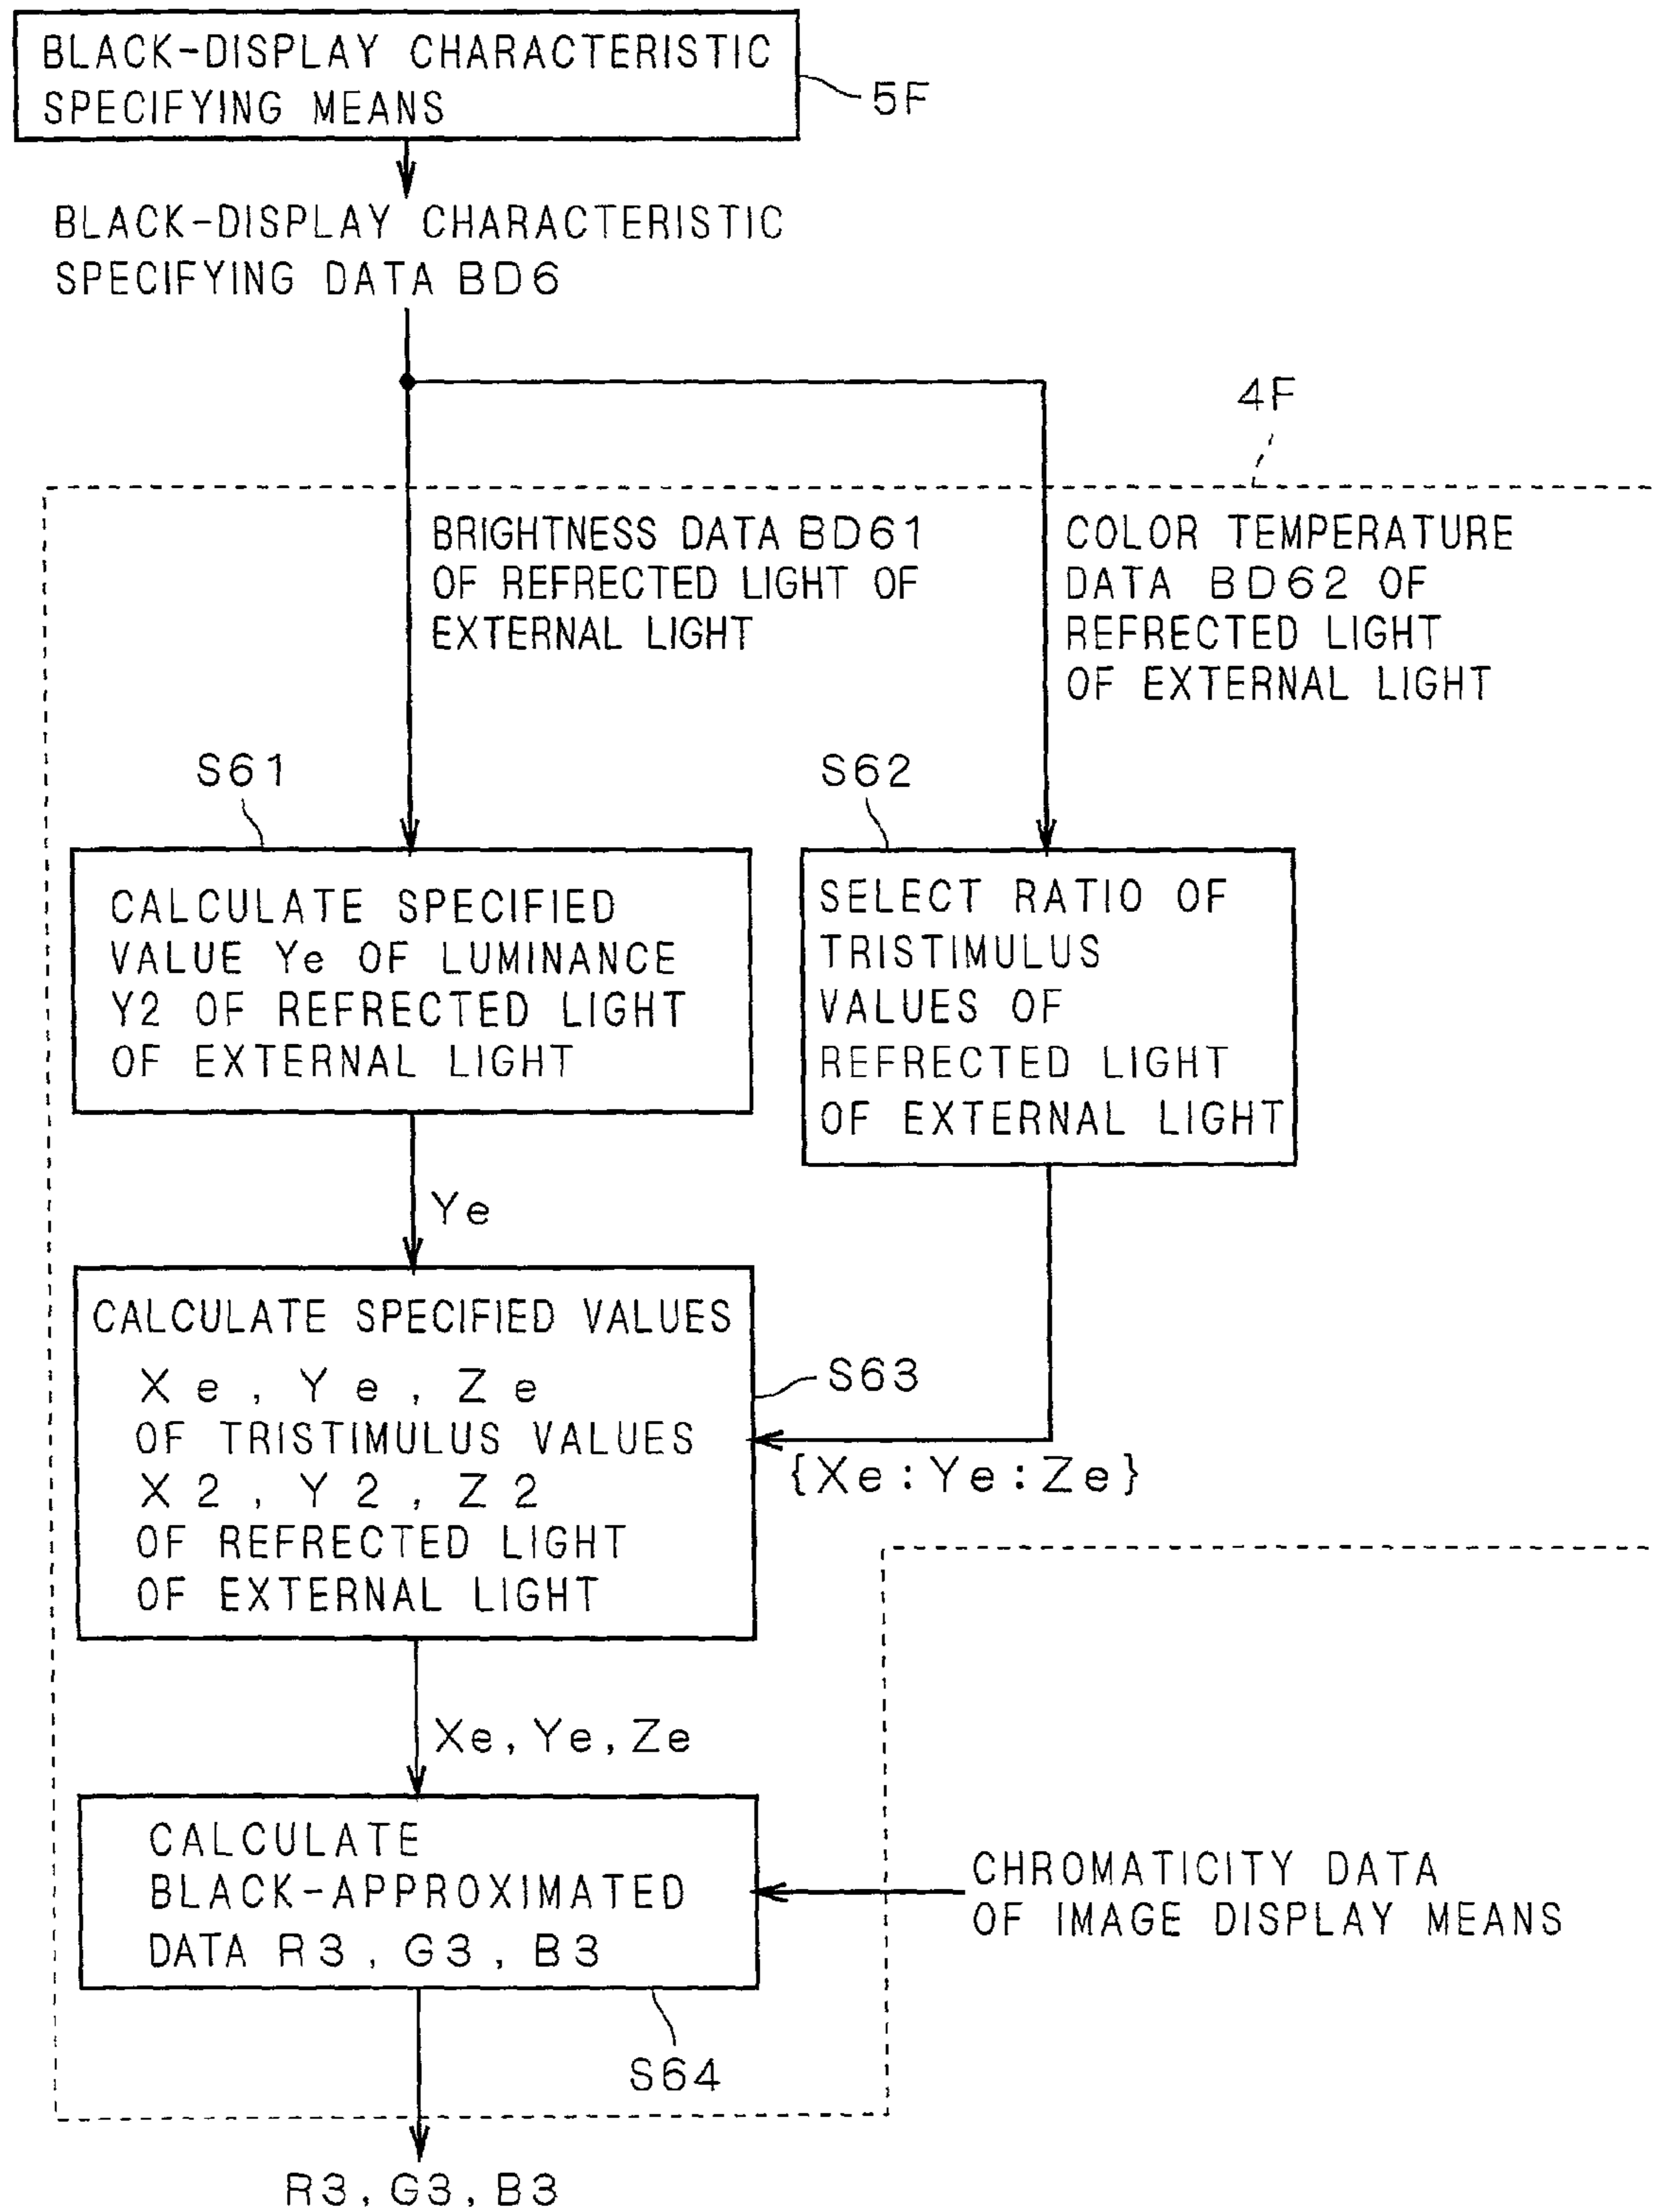 BLACK-DISPLAY CHARACTERISTIC
SPECIFYING MEANS
5F
BLACK-DISPLAY CHARACTERISTIC
SPECIFYING DATA BD6
4F
BRIGHTNESS DATA BD61
OF REFRECTED LIGHT OF
EXTERNAL LIGHT
COLOR TEMPERATURE
DATA BD62 OF
REFRECTED LIGHT
OF EXTERNAL LIGHT
S61
S62
CALCULATE SPECIFIED
VALUE Ye OF LUMINANCE
Y2 OF REFRECTED LIGHT
OF EXTERNAL LIGHT
SELECT RATIO OF
TRISTIMULUS
VALUES OF
REFRECTED LIGHT
OF EXTERNAL LIGHT
Ye
CALCULATE SPECIFIED VALUES
Xe, Ye, Ze
OF TRISTIMULUS VALUES
X2, Y2, Z2
OF REFRECTED LIGHT
OF EXTERNAL LIGHT
S63
{Xe:Ye:Ze}
Xe, Ye, Ze
CALCULATE
BLACK-APPROXIMATED
DATA R3, G3, B3
CHROMATICITY DATA
OF IMAGE DISPLAY MEANS
S64
R3, G3, B3